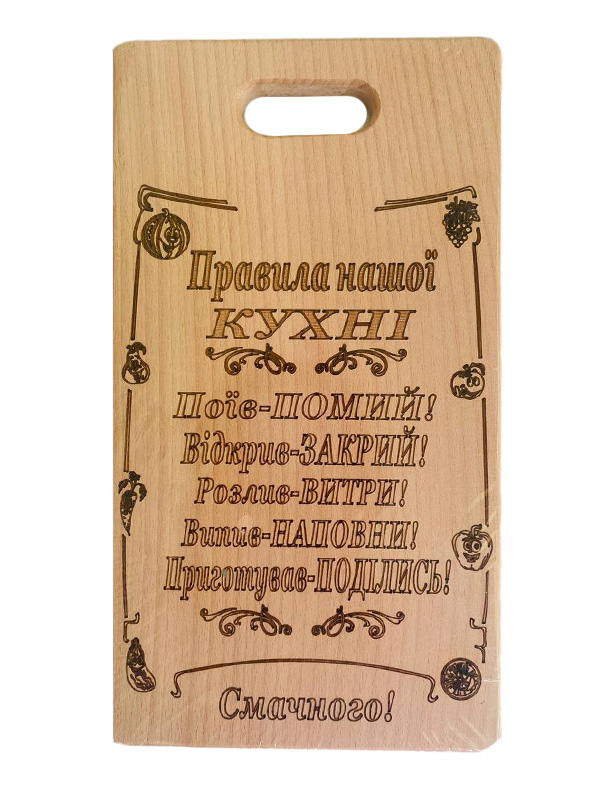 Правила нашої
КУХНІ
Поїв-ПОМИЙ!
Відкрив-ЗАКРИЙ!
Розлив-ВИТРИ!
Випив-НАПОВНИ!
Приготував-ПОДІЛИСЬ!
Смачного!